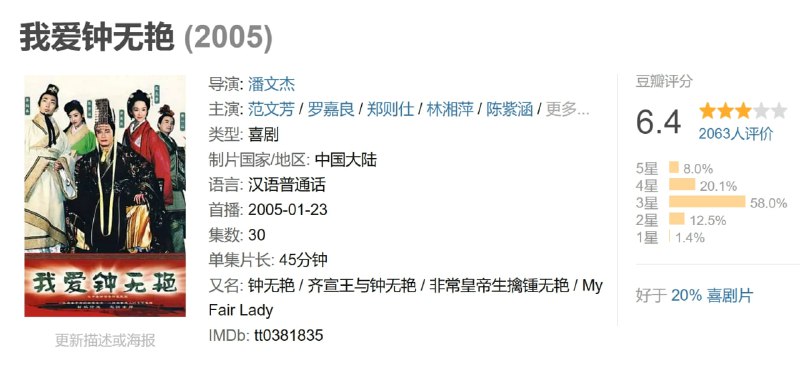 我爱钟无艳 (2005)
导演: 潘文杰
主演: 范文芳 / 罗嘉良 / 郑则仕 / 林湘萍 / 陈紫涵 / 更多...
类型: 喜剧
制片国家/地区: 中国大陆
语言: 汉语普通话
首播: 2005-01-23
集数: 30
单集片长: 45分钟
又名: 钟无艳 / 齐宣王与钟无艳 / 非常皇帝生擒锺无艳 / My
Fair Lady
IMDb: tt0381835
豆瓣评分
6.4
2063人评价
5星 8.0%
4星 20.1%
3星 58.0%
2星 12.5%
1星 1.4%
好于 20% 喜剧片
我爱钟无艳
更新描述或海报